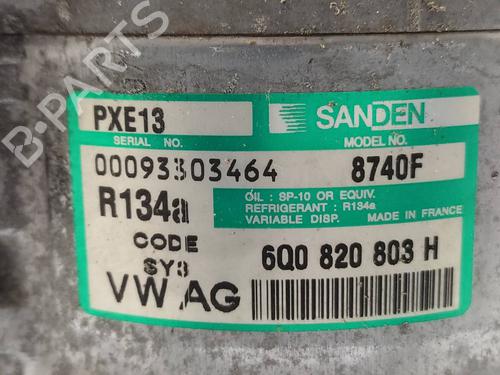 PXE13
SANDEN
SERIAL NO.
MODEL NO.
00093303464
8740F
R134a
OIL : SP-10 OR EQUIV.
REFRIGERANT : R134a
VARIABLE DISP. MADE IN FRANCE
CODE
SY3
6Q0 820 803 H
VW AG
B-PARTS